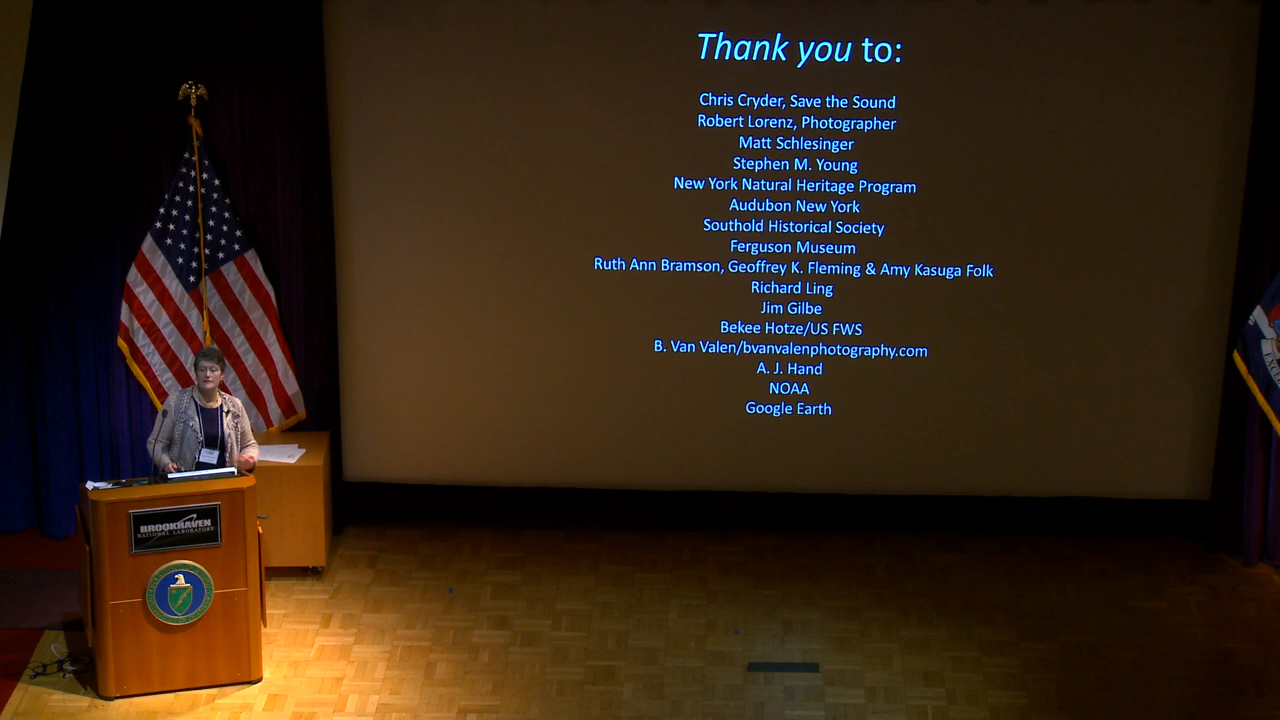 Thank you to:
Chris Cryder, Save the Sound
Robert Lorenz, Photographer
Matt Schlesinger
Stephen M. Young
New York Natural Heritage Program
Audubon New York
Southold Historical Society
Ferguson Museum
Ruth Ann Bramson, Geoffrey K. Fleming & Amy Kasuga Folk
Richard Ling
Jim Gilbe
Bekee Hotze/US FWS
B. Van Valen/bvanvalenphotography.com
A. J. Hand
NOAA
Google Earth
BROOKHAVEN
NATIONAL LABORATORY